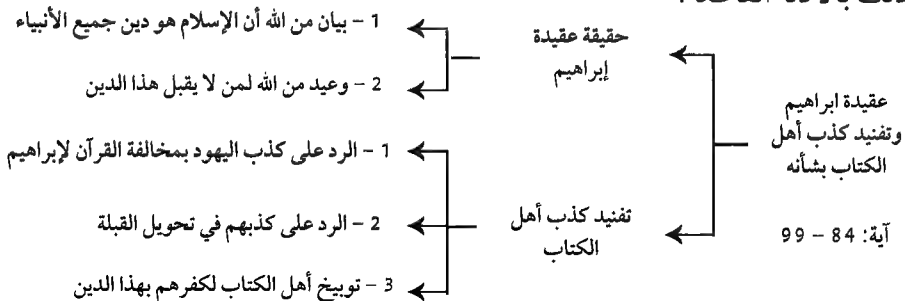 عقيدة ابراهيم
وتفنيد كذب أهل
الكتاب بشأنه
آية: 84 – 99
حقيقة عقيدة
إبراهيم
1 – بيان من الله أن الإسلام هو دين جميع الأنبياء
2 – وعيد من الله لمن لا يقبل هذا الدين
تفنيد كذب أهل
الكتاب
1 – الرد على كذب اليهود بمخالفة القرآن لإبراهيم
2 – الرد على كذبهم في تحويل القبلة
3 – توبيخ أهل الكتاب لكفرهم بهذا الدين